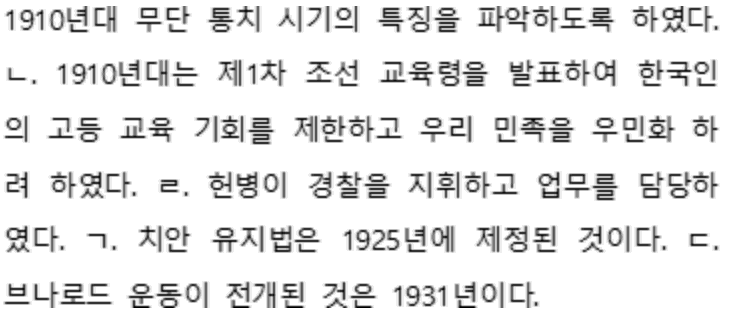 1910년대 무단 통치 시기의 특징을 파악하도록 하였다.
ㄴ. 1910년대는 제1차 조선 교육령을 발표하여 한국인
의 고등 교육 기회를 제한하고 우리 민족을 우민화 하
려 하였다. ㄹ. 헌병이 경찰을 지휘하고 업무를 담당하
였다. ㄱ. 치안 유지법은 1925년에 제정된 것이다. ㄷ.
브나로드 운동이 전개된 것은 1931년이다.